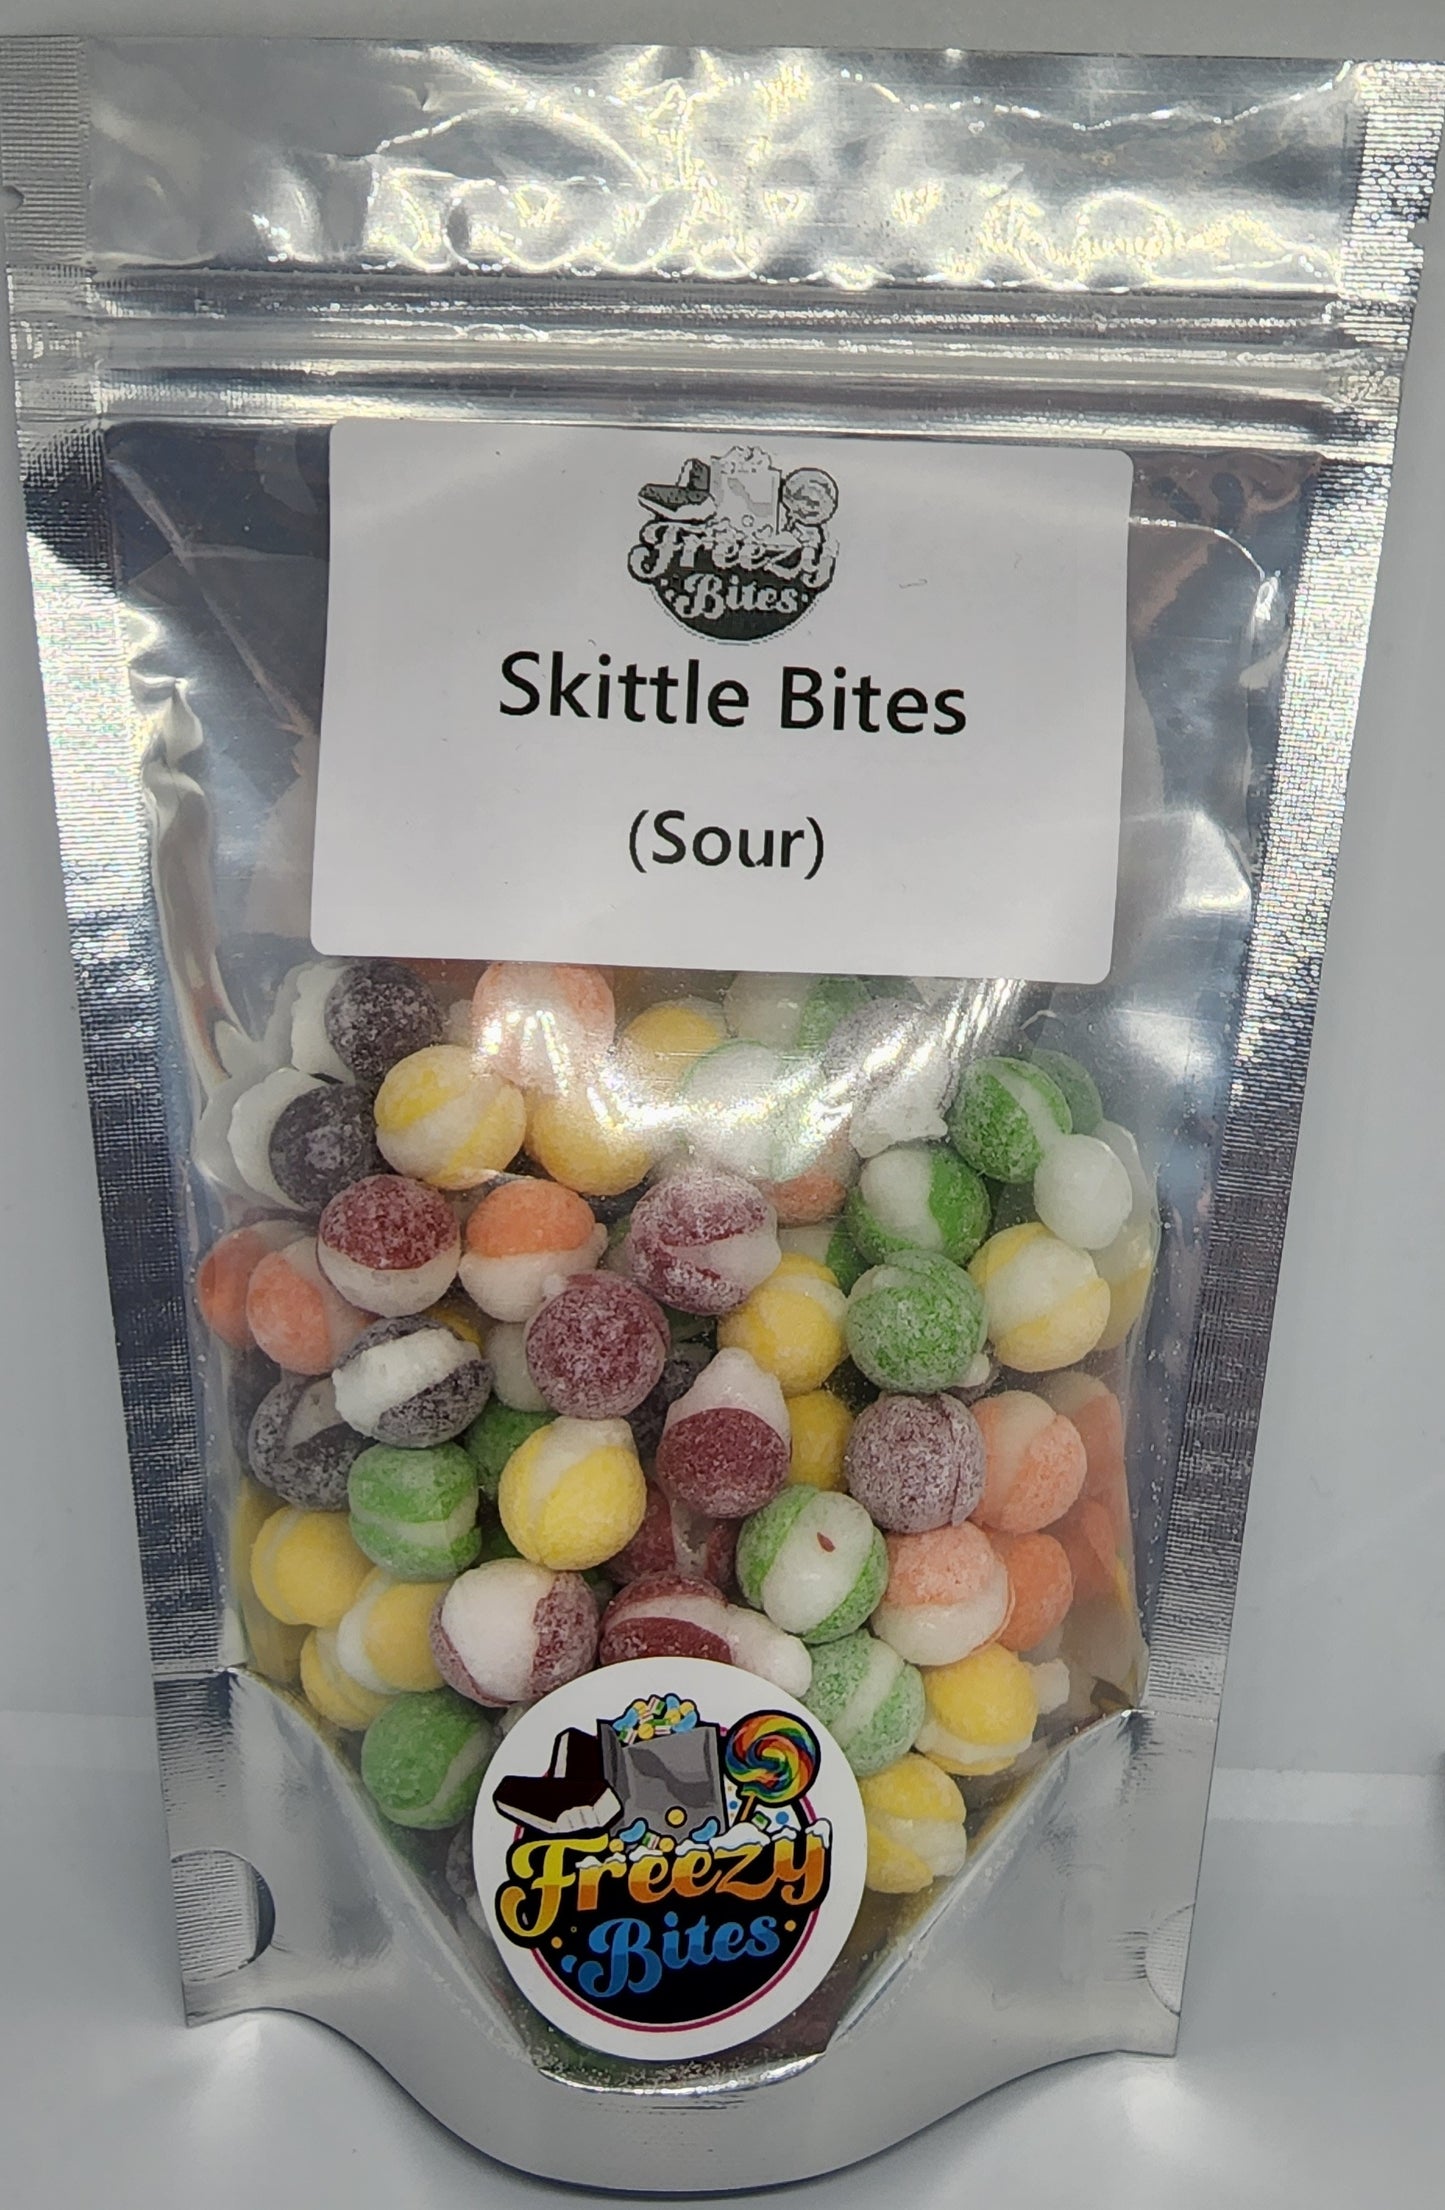 Freezy
Bites
Skittle Bites
(Sour)
Freezy
Bites